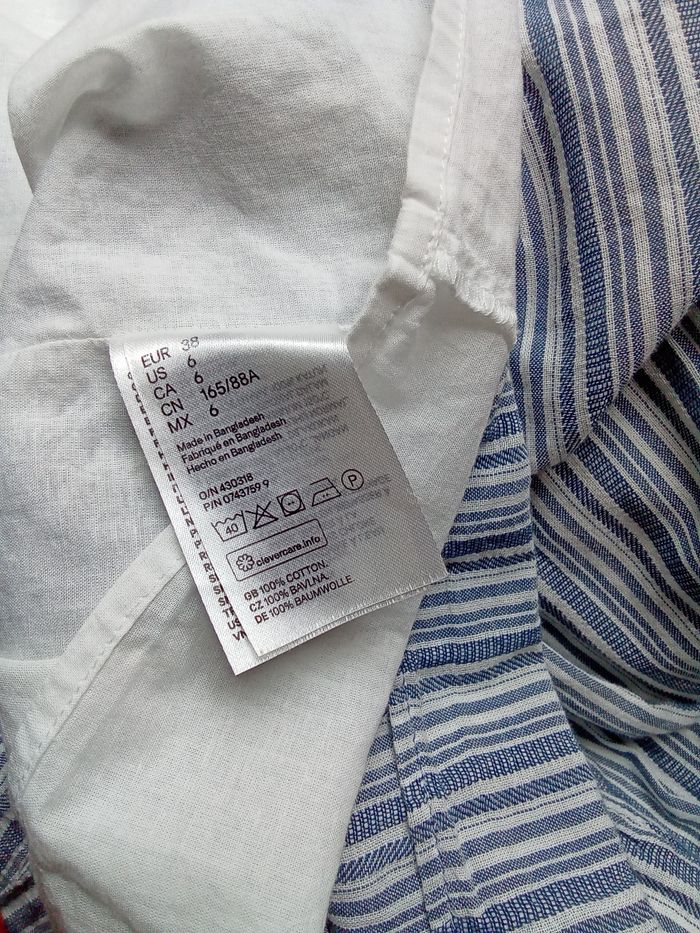 EUR 38
US 6
CA 6
CN 165/88A
MX 6
Made in Bangladesh
Fabriqué en Bangladesh
Hecho en Bangladesh
O/N 430318
P/N 0743759 9
40 P
clevercare.info
GB 100% COTTON.
CZ 100% BAVLNA.
DE 100% BAUMWOLLE